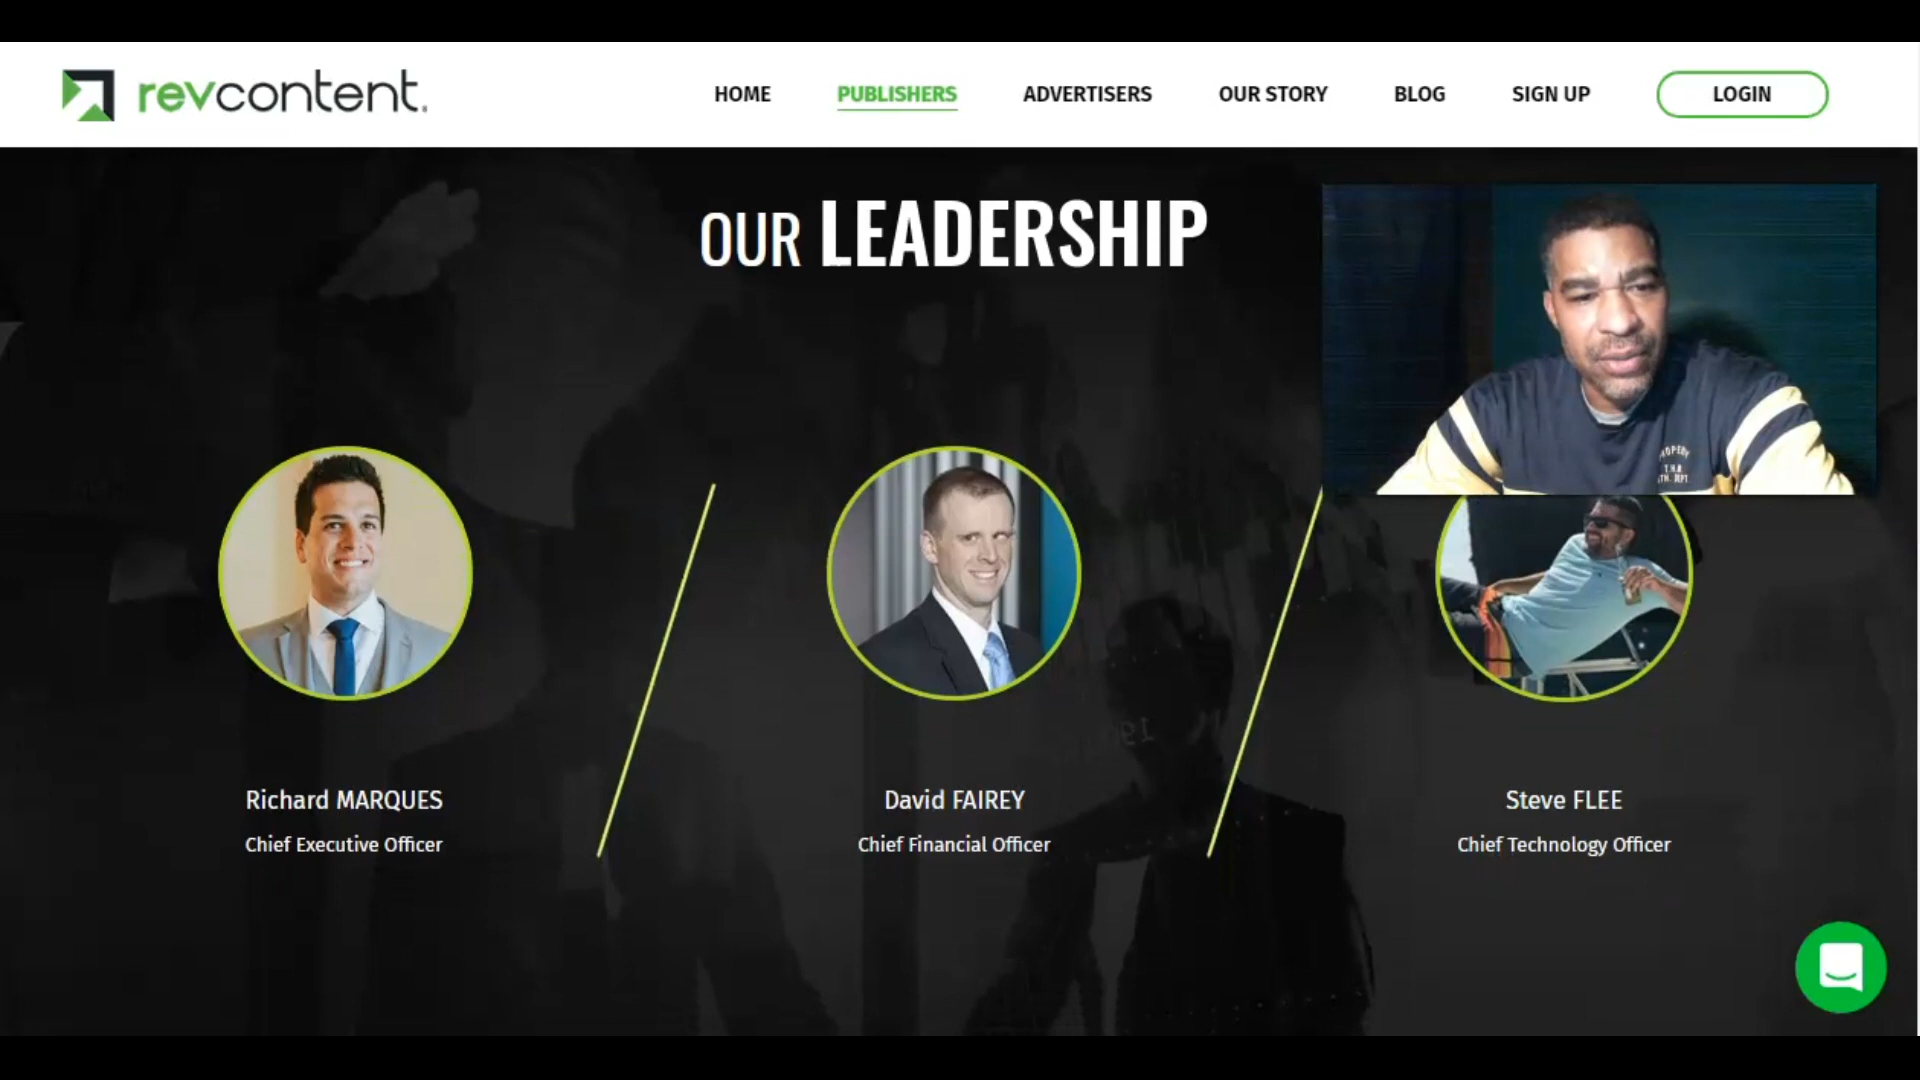 revcontent.
HOME
PUBLISHERS
ADVERTISERS
OUR STORY
BLOG
SIGN UP
LOGIN
OUR LEADERSHIP
T.H.R
Richard MARQUES
Chief Executive Officer
David FAIREY
Chief Financial Officer
Steve FLEE
Chief Technology Officer